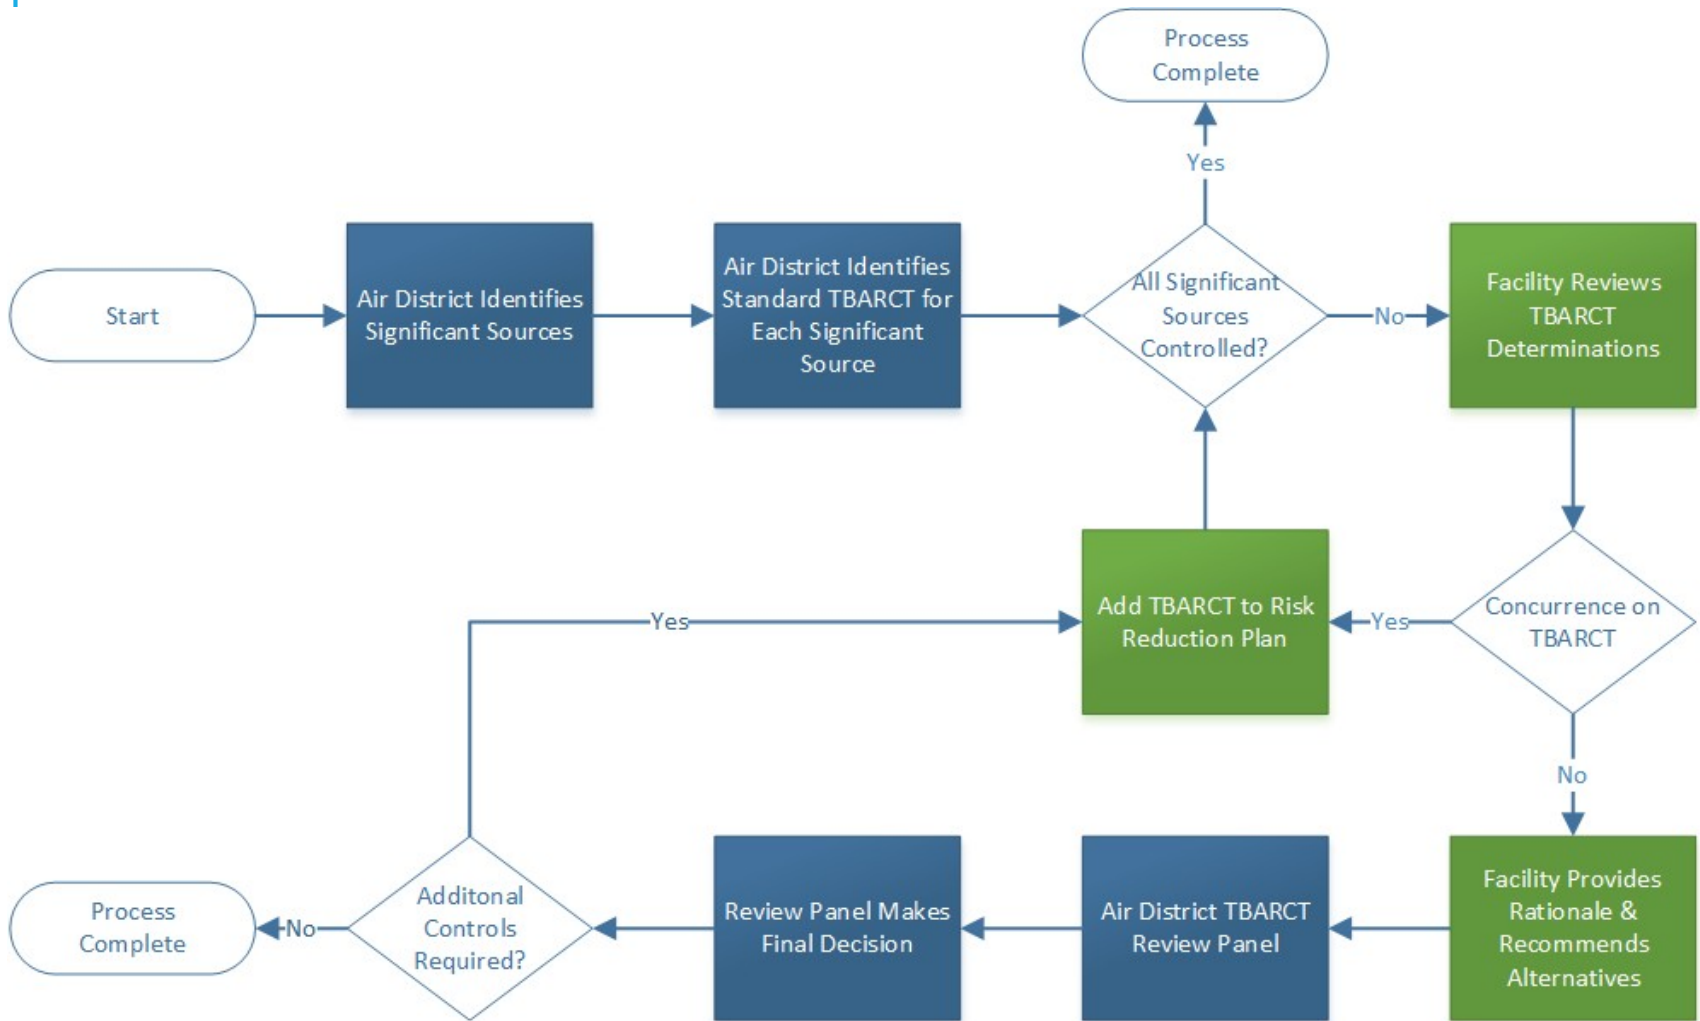 Process
Complete
Yes
Start
Air District Identifies
Significant Sources
Air District Identifies
Standard TBARCT for
Each Significant
Source
All Significant
Sources
Controlled?
No
Facility Reviews
TBARCT
Determinations
Yes
Add TBARCT to Risk
Reduction Plan
Yes
Concurrence on
TBARCT
No
Process
Complete
No
Additonal
Controls
Required?
Review Panel Makes
Final Decision
Air District TBARCT
Review Panel
Facility Provides
Rationale &
Recommends
Alternatives